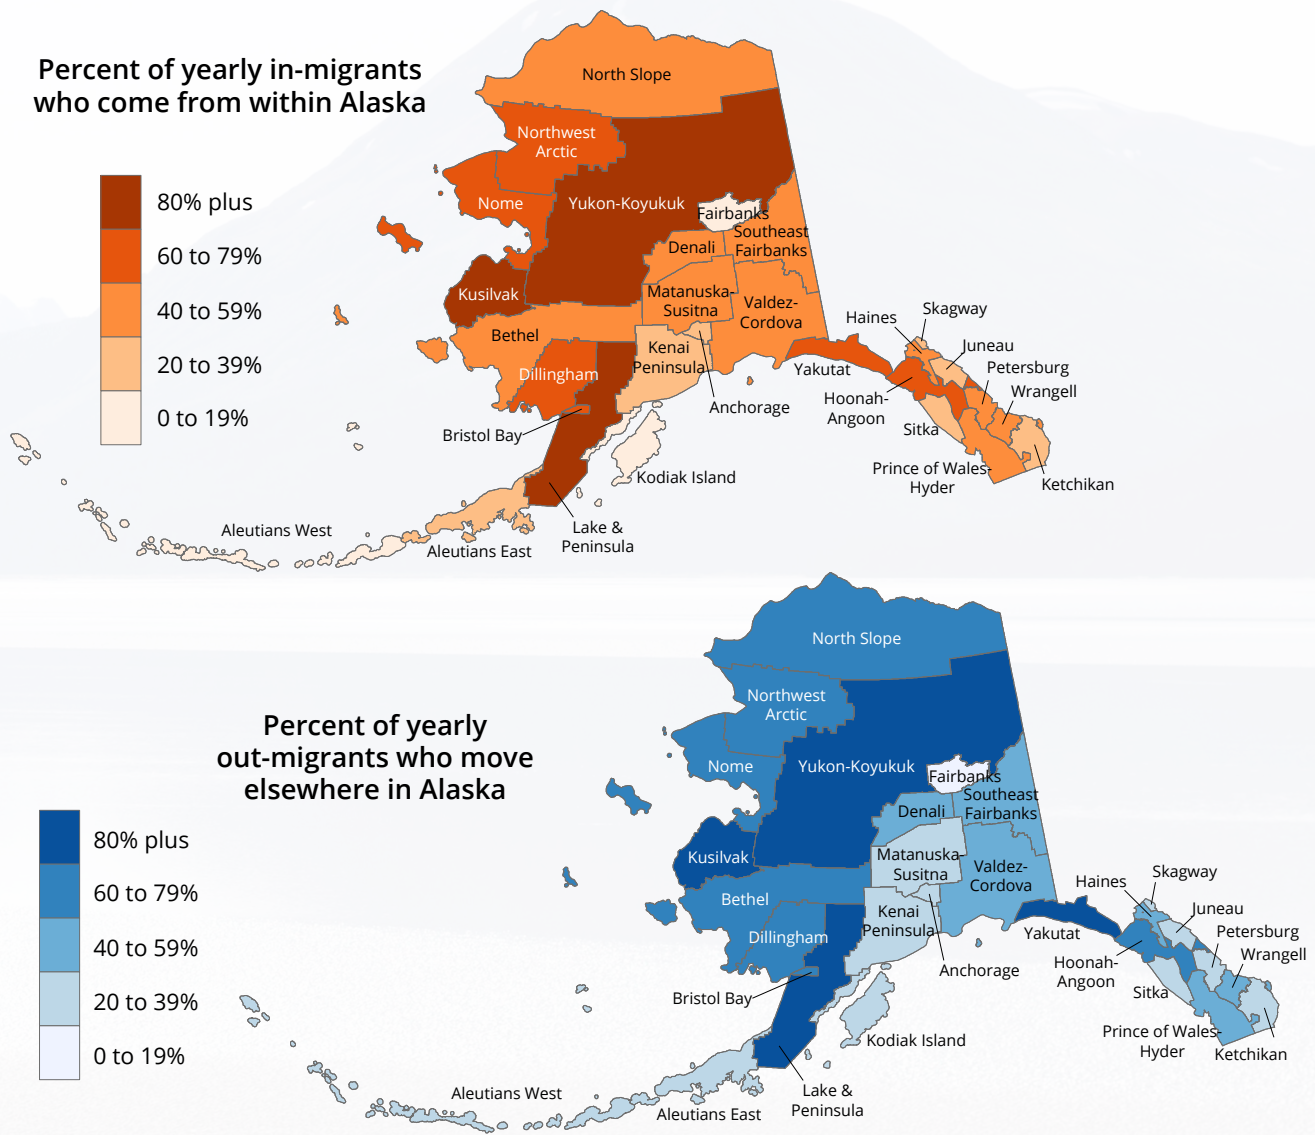 Percent of yearly in-migrants
who come from within Alaska
80% plus
60 to 79%
40 to 59%
20 to 39%
0 to 19%
North Slope
Northwest
Arctic
Nome
Yukon-Koyukuk
Fairbanks
Southeast
Fairbanks
Denali
Kusilvak
Matanuska-
Susitna
Valdez-
Cordova
Bethel
Kenai
Peninsula
Dillingham
Anchorage
Bristol Bay
Kodiak Island
Lake &
Peninsula
Aleutians West
Aleutians East
Yakutat
Haines
Skagway
Juneau
Petersburg
Wrangell
Hoonah-
Angoon
Sitka
Prince of Wales-
Hyder
Ketchikan
Percent of yearly
out-migrants who move
elsewhere in Alaska
80% plus
60 to 79%
40 to 59%
20 to 39%
0 to 19%
North Slope
Northwest
Arctic
Nome
Yukon-Koyukuk
Fairbanks
Southeast
Fairbanks
Denali
Kusilvak
Matanuska-
Susitna
Valdez-
Cordova
Bethel
Kenai
Peninsula
Dillingham
Anchorage
Bristol Bay
Kodiak Island
Lake &
Peninsula
Aleutians West
Aleutians East
Yakutat
Haines
Skagway
Juneau
Petersburg
Wrangell
Hoonah-
Angoon
Sitka
Prince of Wales-
Hyder
Ketchikan